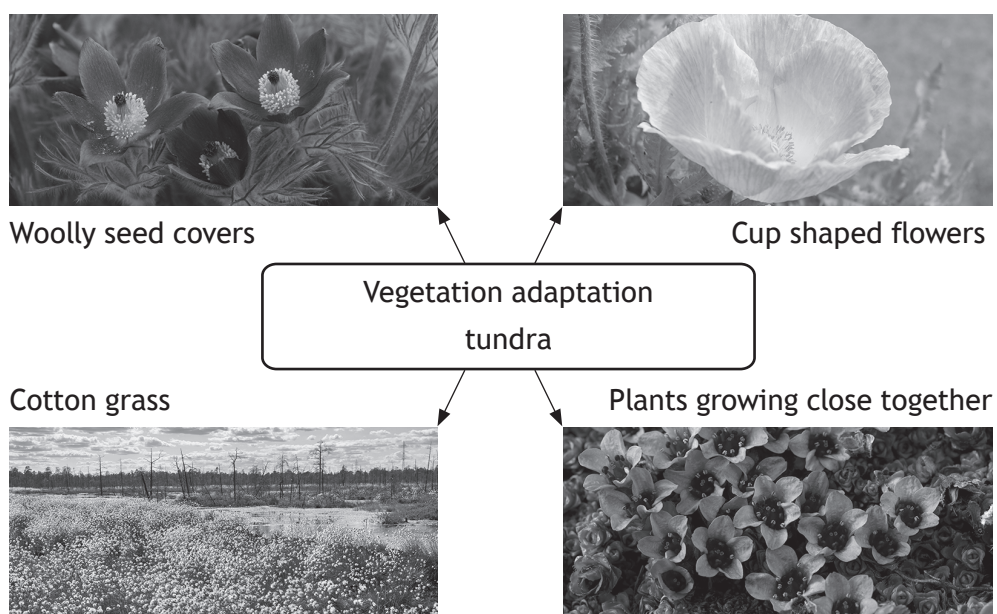 Woolly seed covers
Cup shaped flowers
Vegetation adaptation
tundra
Cotton grass
Plants growing close together